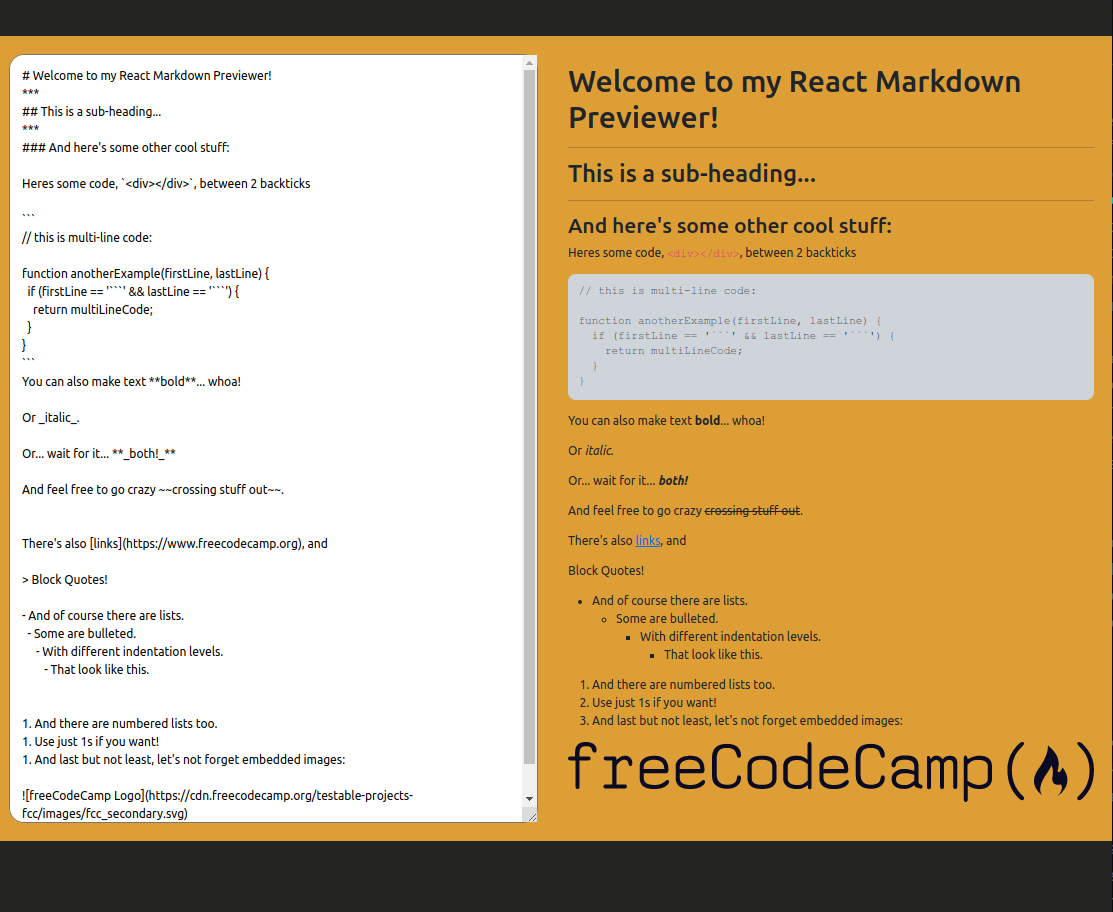 # Welcome to my React Markdown Previewer!
***
## This is a sub-heading...
***
### And here's some other cool stuff:
Heres some code, `<div></div>`, between 2 backticks
```
// this is multi-line code:
function anotherExample(firstLine, lastLine) {
  if (firstLine == '```' && lastLine == '```') {
    return multiLineCode;
  }
}
```
You can also make text **bold**... whoa!
Or _italic_.
Or... wait for it... **_both!_**
And feel free to go crazy ~~crossing stuff out~~.
There's also [links](https://www.freecodecamp.org), and
> Block Quotes!
- And of course there are lists.
  - Some are bulleted.
    - With different indentation levels.
      - That look like this.
1. And there are numbered lists too.
1. Use just 1s if you want!
1. And last but not least, let's not forget embedded images:
![freeCodeCamp Logo](https://cdn.freecodecamp.org/testable-projects-
fcc/images/fcc_secondary.svg)
Welcome to my React Markdown
Previewer!
This is a sub-heading...
And here's some other cool stuff:
Heres some code, <div></div>, between 2 backticks
// this is multi-line code:
function anotherExample(firstLine, lastLine) {
  if (firstLine == '```' && lastLine == '```') {
    return multiLineCode;
  }
}
You can also make text bold... whoa!
Or italic.
Or... wait for it... both!
And feel free to go crazy crossing stuff out.
There's also links, and
Block Quotes!
• And of course there are lists.
◦ Some are bulleted.
▪ With different indentation levels.
▪ That look like this.
1. And there are numbered lists too.
2. Use just 1s if you want!
3. And last but not least, let's not forget embedded images:
freeCodeCamp